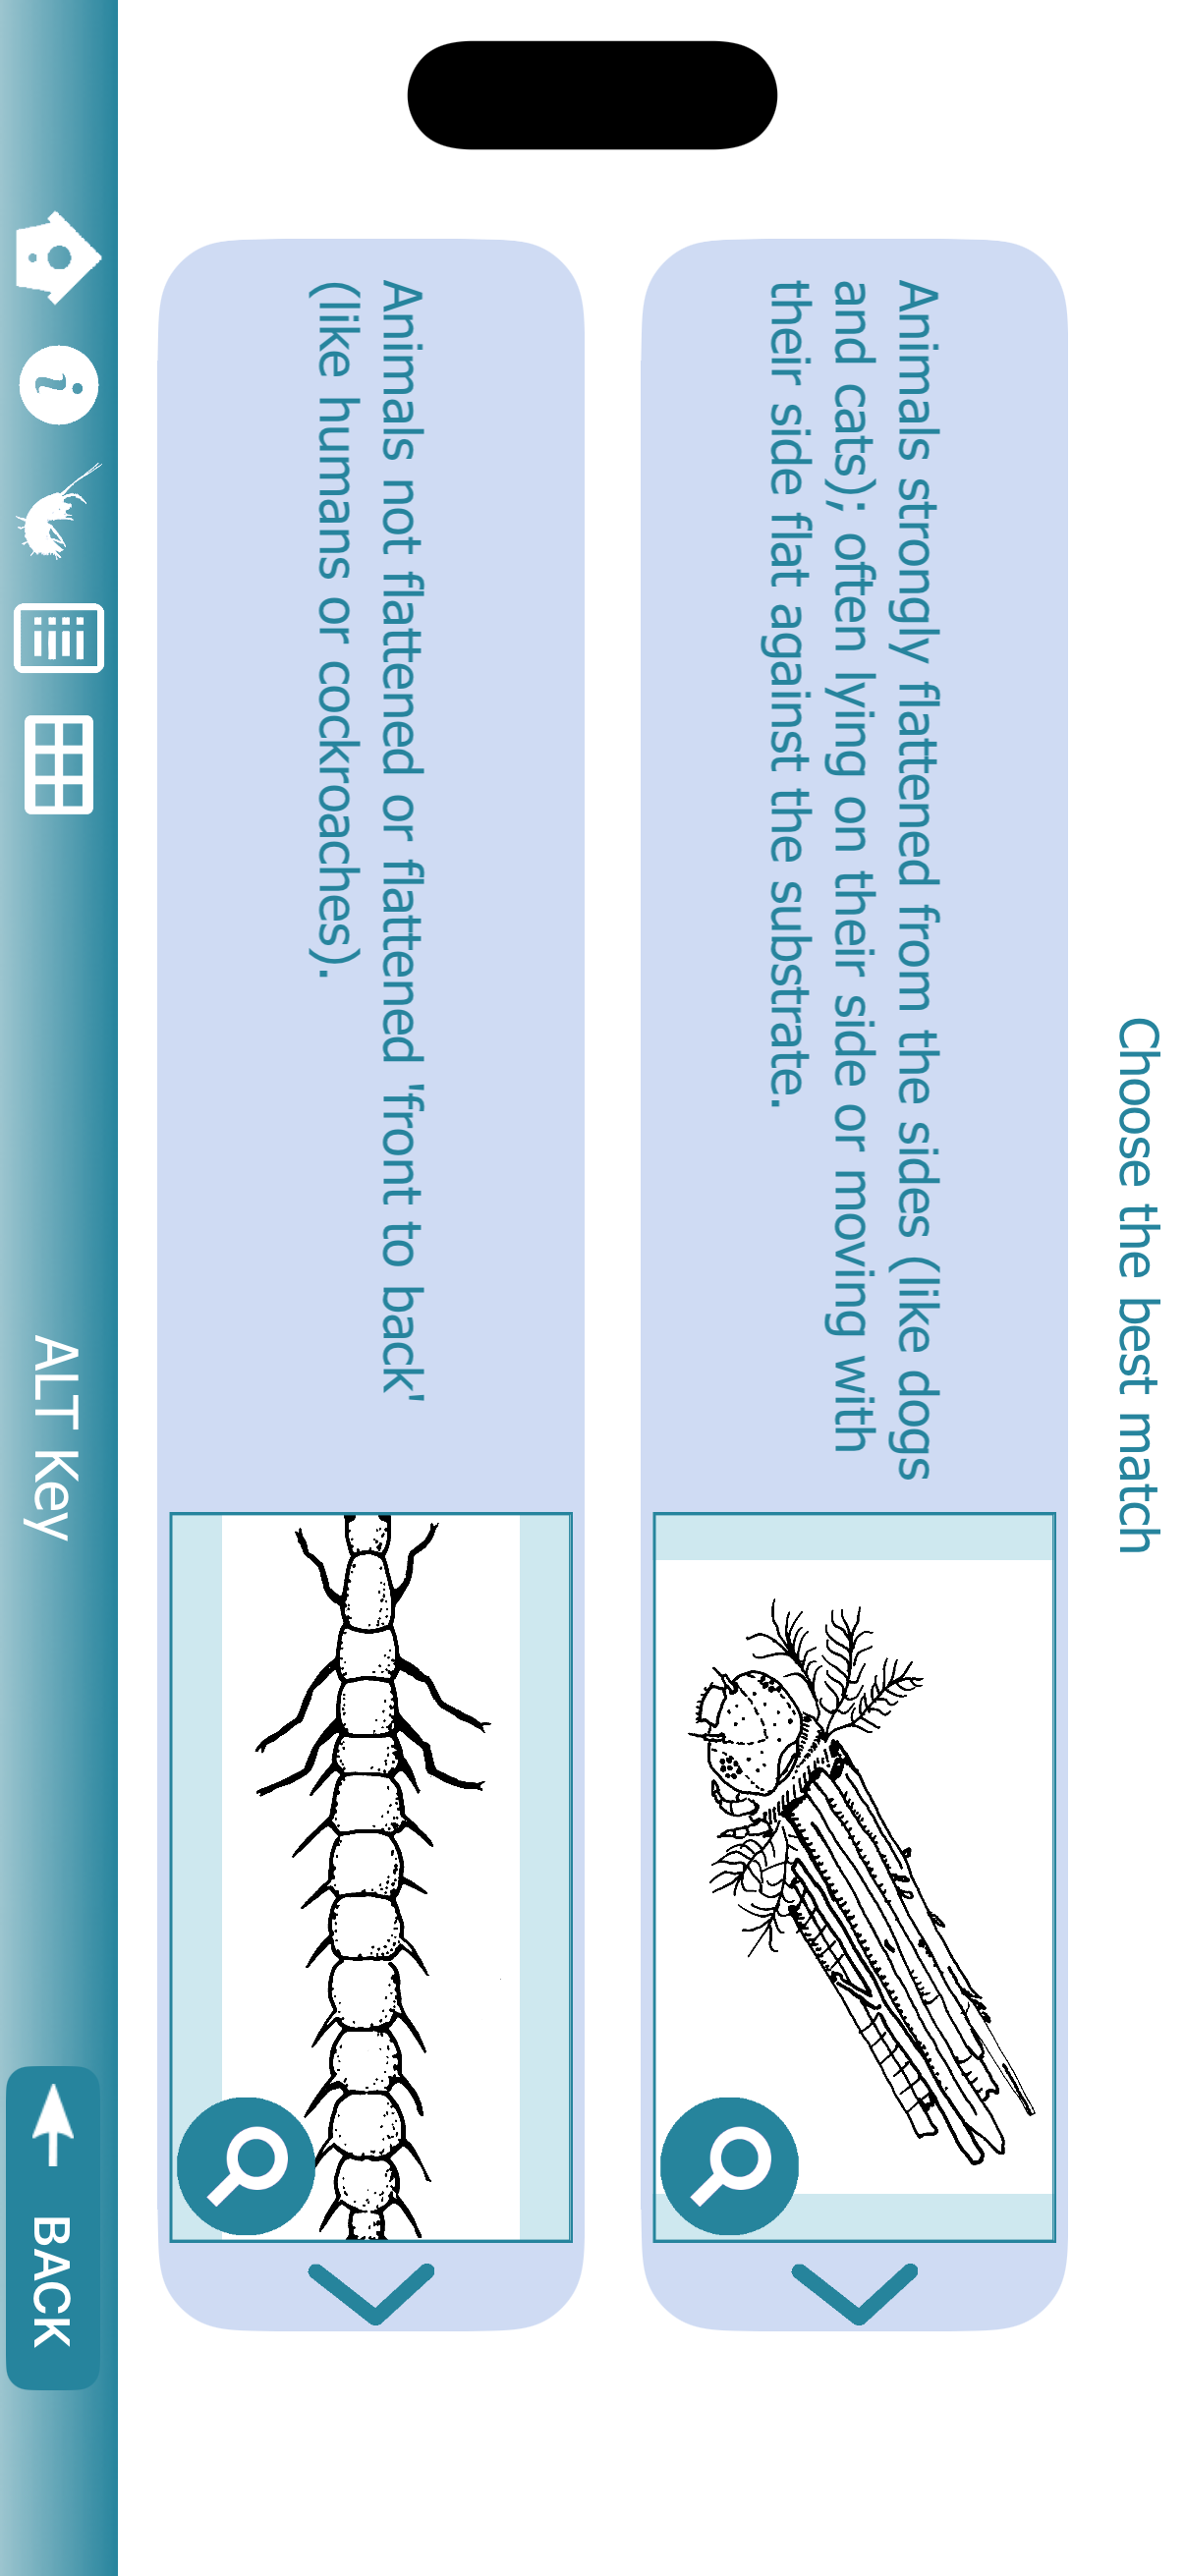 Choose the best match
Animals strongly flattened from the sides (like dogs
and cats); often lying on their side or moving with
their side flat against the substrate.
Animals not flattened or flattened 'front to back'
(like humans or cockroaches).
i
ALT Key
BACK